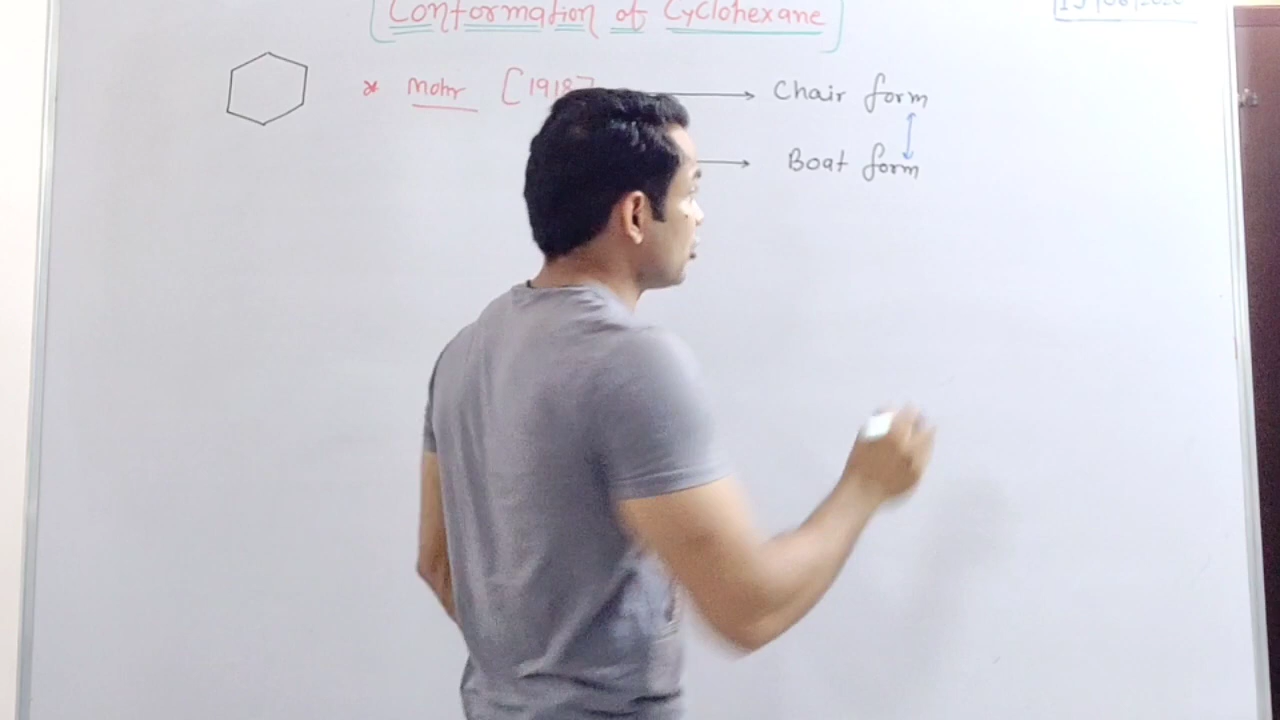 Conformation of Cyclohexane
* Mohr [1918] Chair form
Boat form